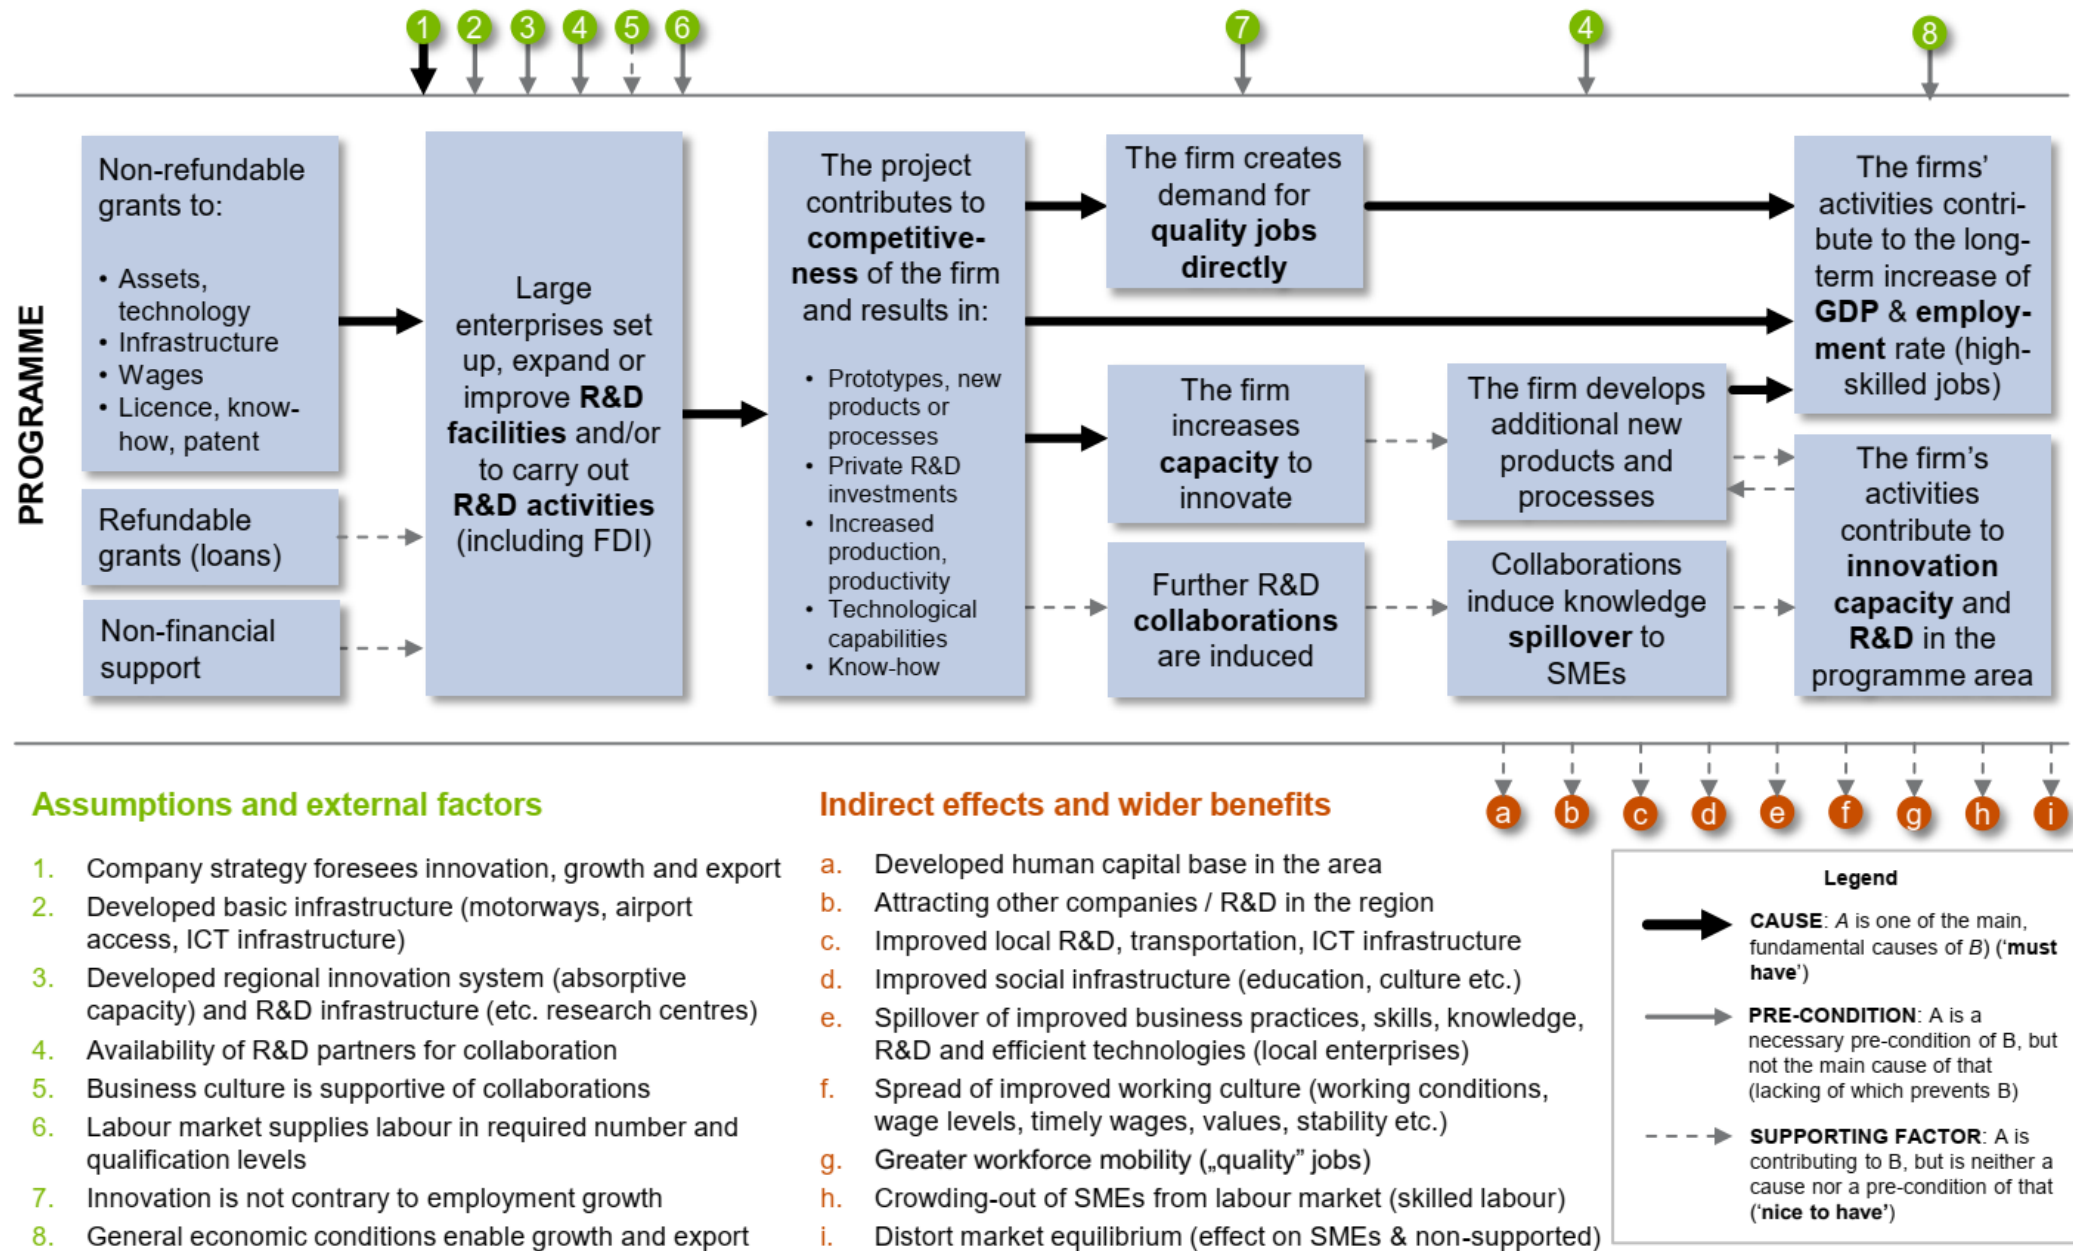 1 2 3 4 5 6 7 4 8
PROGRAMME
Non-refundable
grants to:
• Assets,
technology
• Infrastructure
• Wages
• Licence, know-
how, patent
Refundable
grants (loans)
Non-financial
support
Large
enterprises set
up, expand or
improve R&D
facilities and/or
to carry out
R&D activities
(including FDI)
The project
contributes to
competitive-
ness of the firm
and results in:
• Prototypes, new
products or
processes
• Private R&D
investments
• Increased
production,
productivity
• Technological
capabilities
• Know-how
The firm creates
demand for
quality jobs
directly
The firm
increases
capacity to
innovate
Further R&D
collaborations
are induced
The firm develops
additional new
products and
processes
Collaborations
induce knowledge
spillover to
SMEs
The firms'
activities contri-
bute to the long-
term increase of
GDP & employ-
ment rate (high-
skilled jobs)
The firm's
activities
contribute to
innovation
capacity and
R&D in the
programme area
a b c d e f g h i
Assumptions and external factors
1. Company strategy foresees innovation, growth and export
2. Developed basic infrastructure (motorways, airport
access, ICT infrastructure)
3. Developed regional innovation system (absorptive
capacity) and R&D infrastructure (etc. research centres)
4. Availability of R&D partners for collaboration
5. Business culture is supportive of collaborations
6. Labour market supplies labour in required number and
qualification levels
7. Innovation is not contrary to employment growth
8. General economic conditions enable growth and export
Indirect effects and wider benefits
a. Developed human capital base in the area
b. Attracting other companies / R&D in the region
c. Improved local R&D, transportation, ICT infrastructure
d. Improved social infrastructure (education, culture etc.)
e. Spillover of improved business practices, skills, knowledge,
R&D and efficient technologies (local enterprises)
f. Spread of improved working culture (working conditions,
wage levels, timely wages, values, stability etc.)
g. Greater workforce mobility („quality” jobs)
h. Crowding-out of SMEs from labour market (skilled labour)
i. Distort market equilibrium (effect on SMEs & non-supported)
Legend
CAUSE: A is one of the main,
fundamental causes of B) (‘must
have’)
PRE-CONDITION: A is a
necessary pre-condition of B, but
not the main cause of that
(lacking of which prevents B)
SUPPORTING FACTOR: A is
contributing to B, but is neither a
cause nor a pre-condition of that
(‘nice to have’)